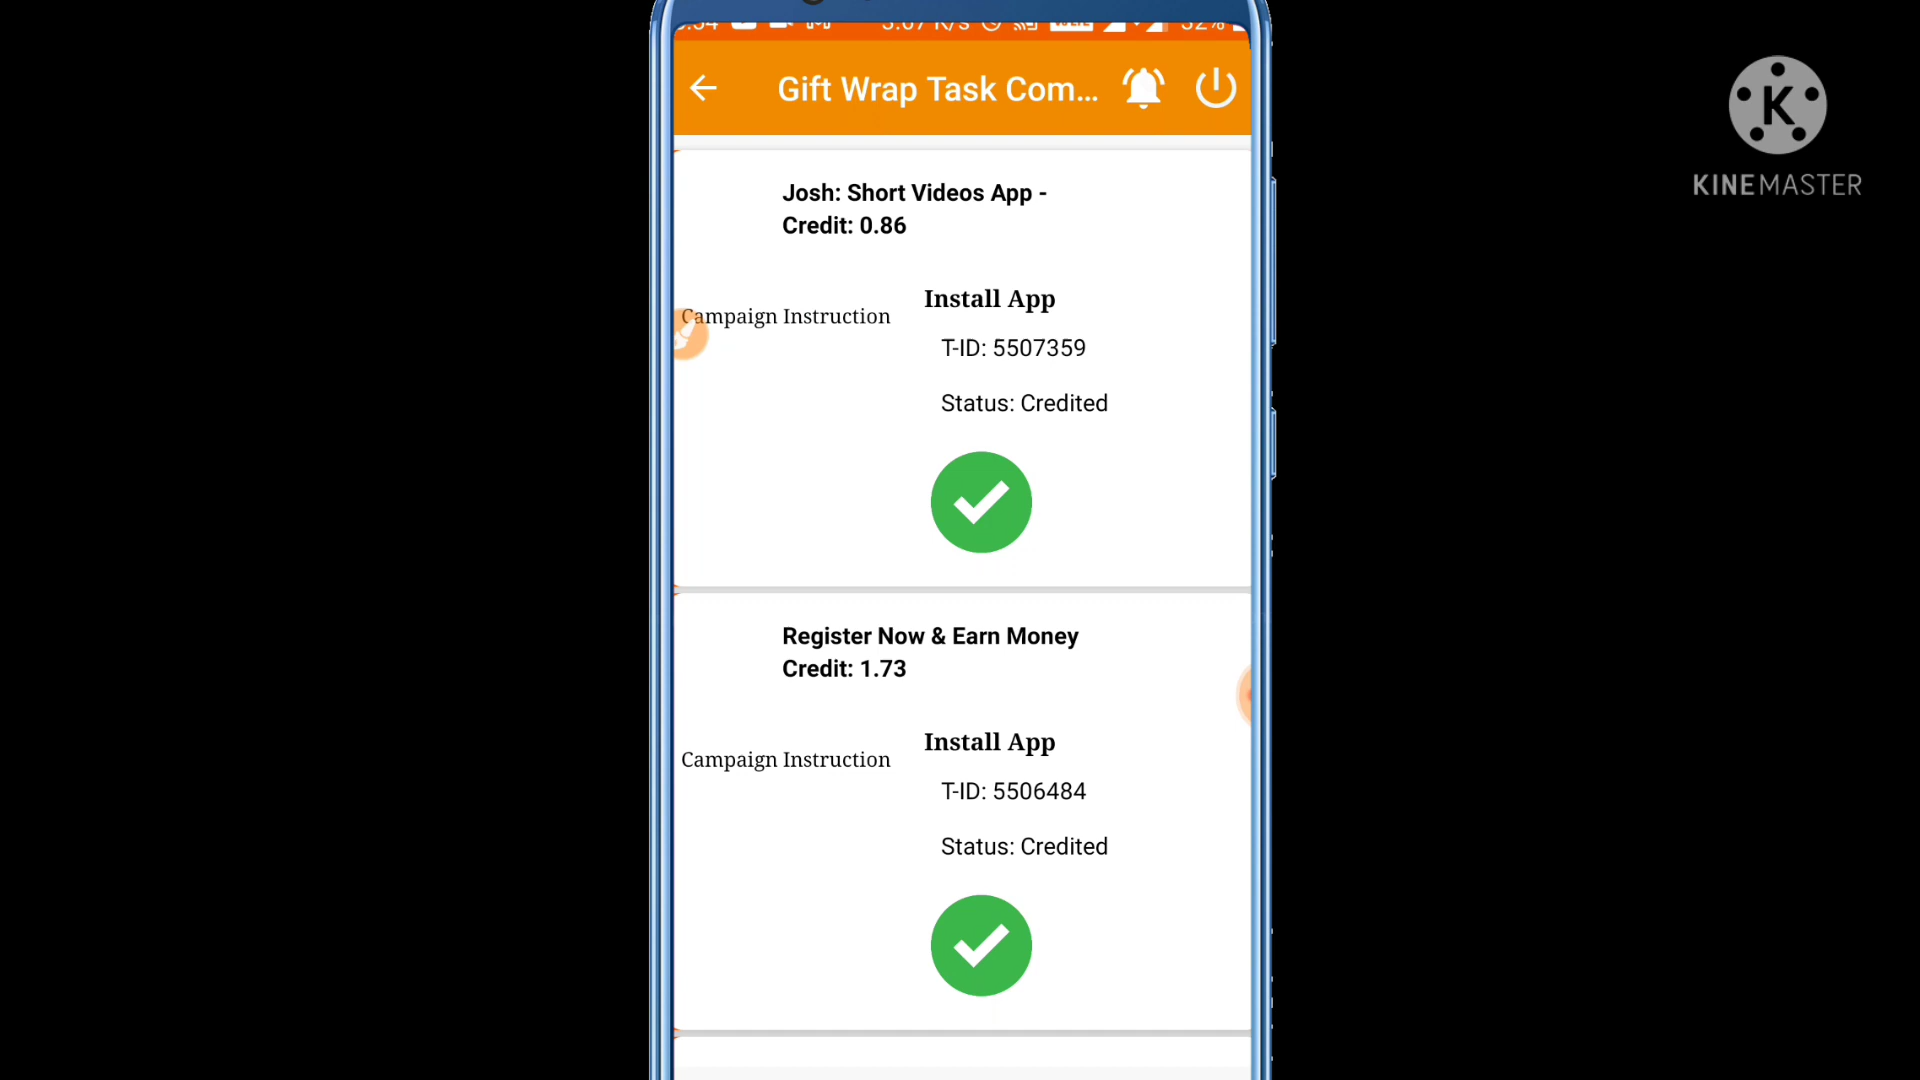 Gift Wrap Task Com...
K
KINEMASTER
Josh: Short Videos App -
Credit: 0.86
Install App
Campaign Instruction
T-ID: 5507359
Status: Credited
Register Now & Earn Money
Credit: 1.73
Install App
Campaign Instruction
T-ID: 5506484
Status: Credited